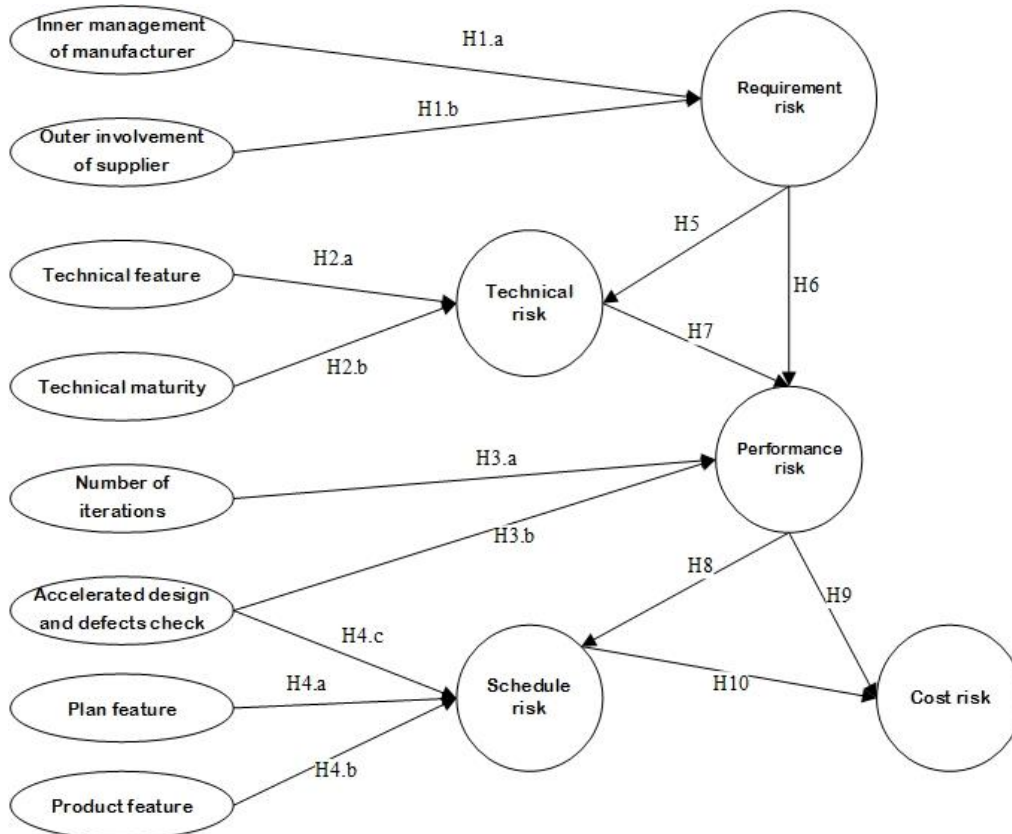 Inner management
of manufacturer
H1.a
Requirement
risk
H1.b
Outer involvement
of supplier
H5
Technical feature
H2.a
Technical
risk
H6
H7
Technical maturity
H2.b
Performance
risk
H3.a
Number of
iterations
H3.b
H8
H9
Accelerated design
and defects check
H4.c
H4.a
Plan feature
Schedule
risk
H10
Cost risk
H4.b
Product feature